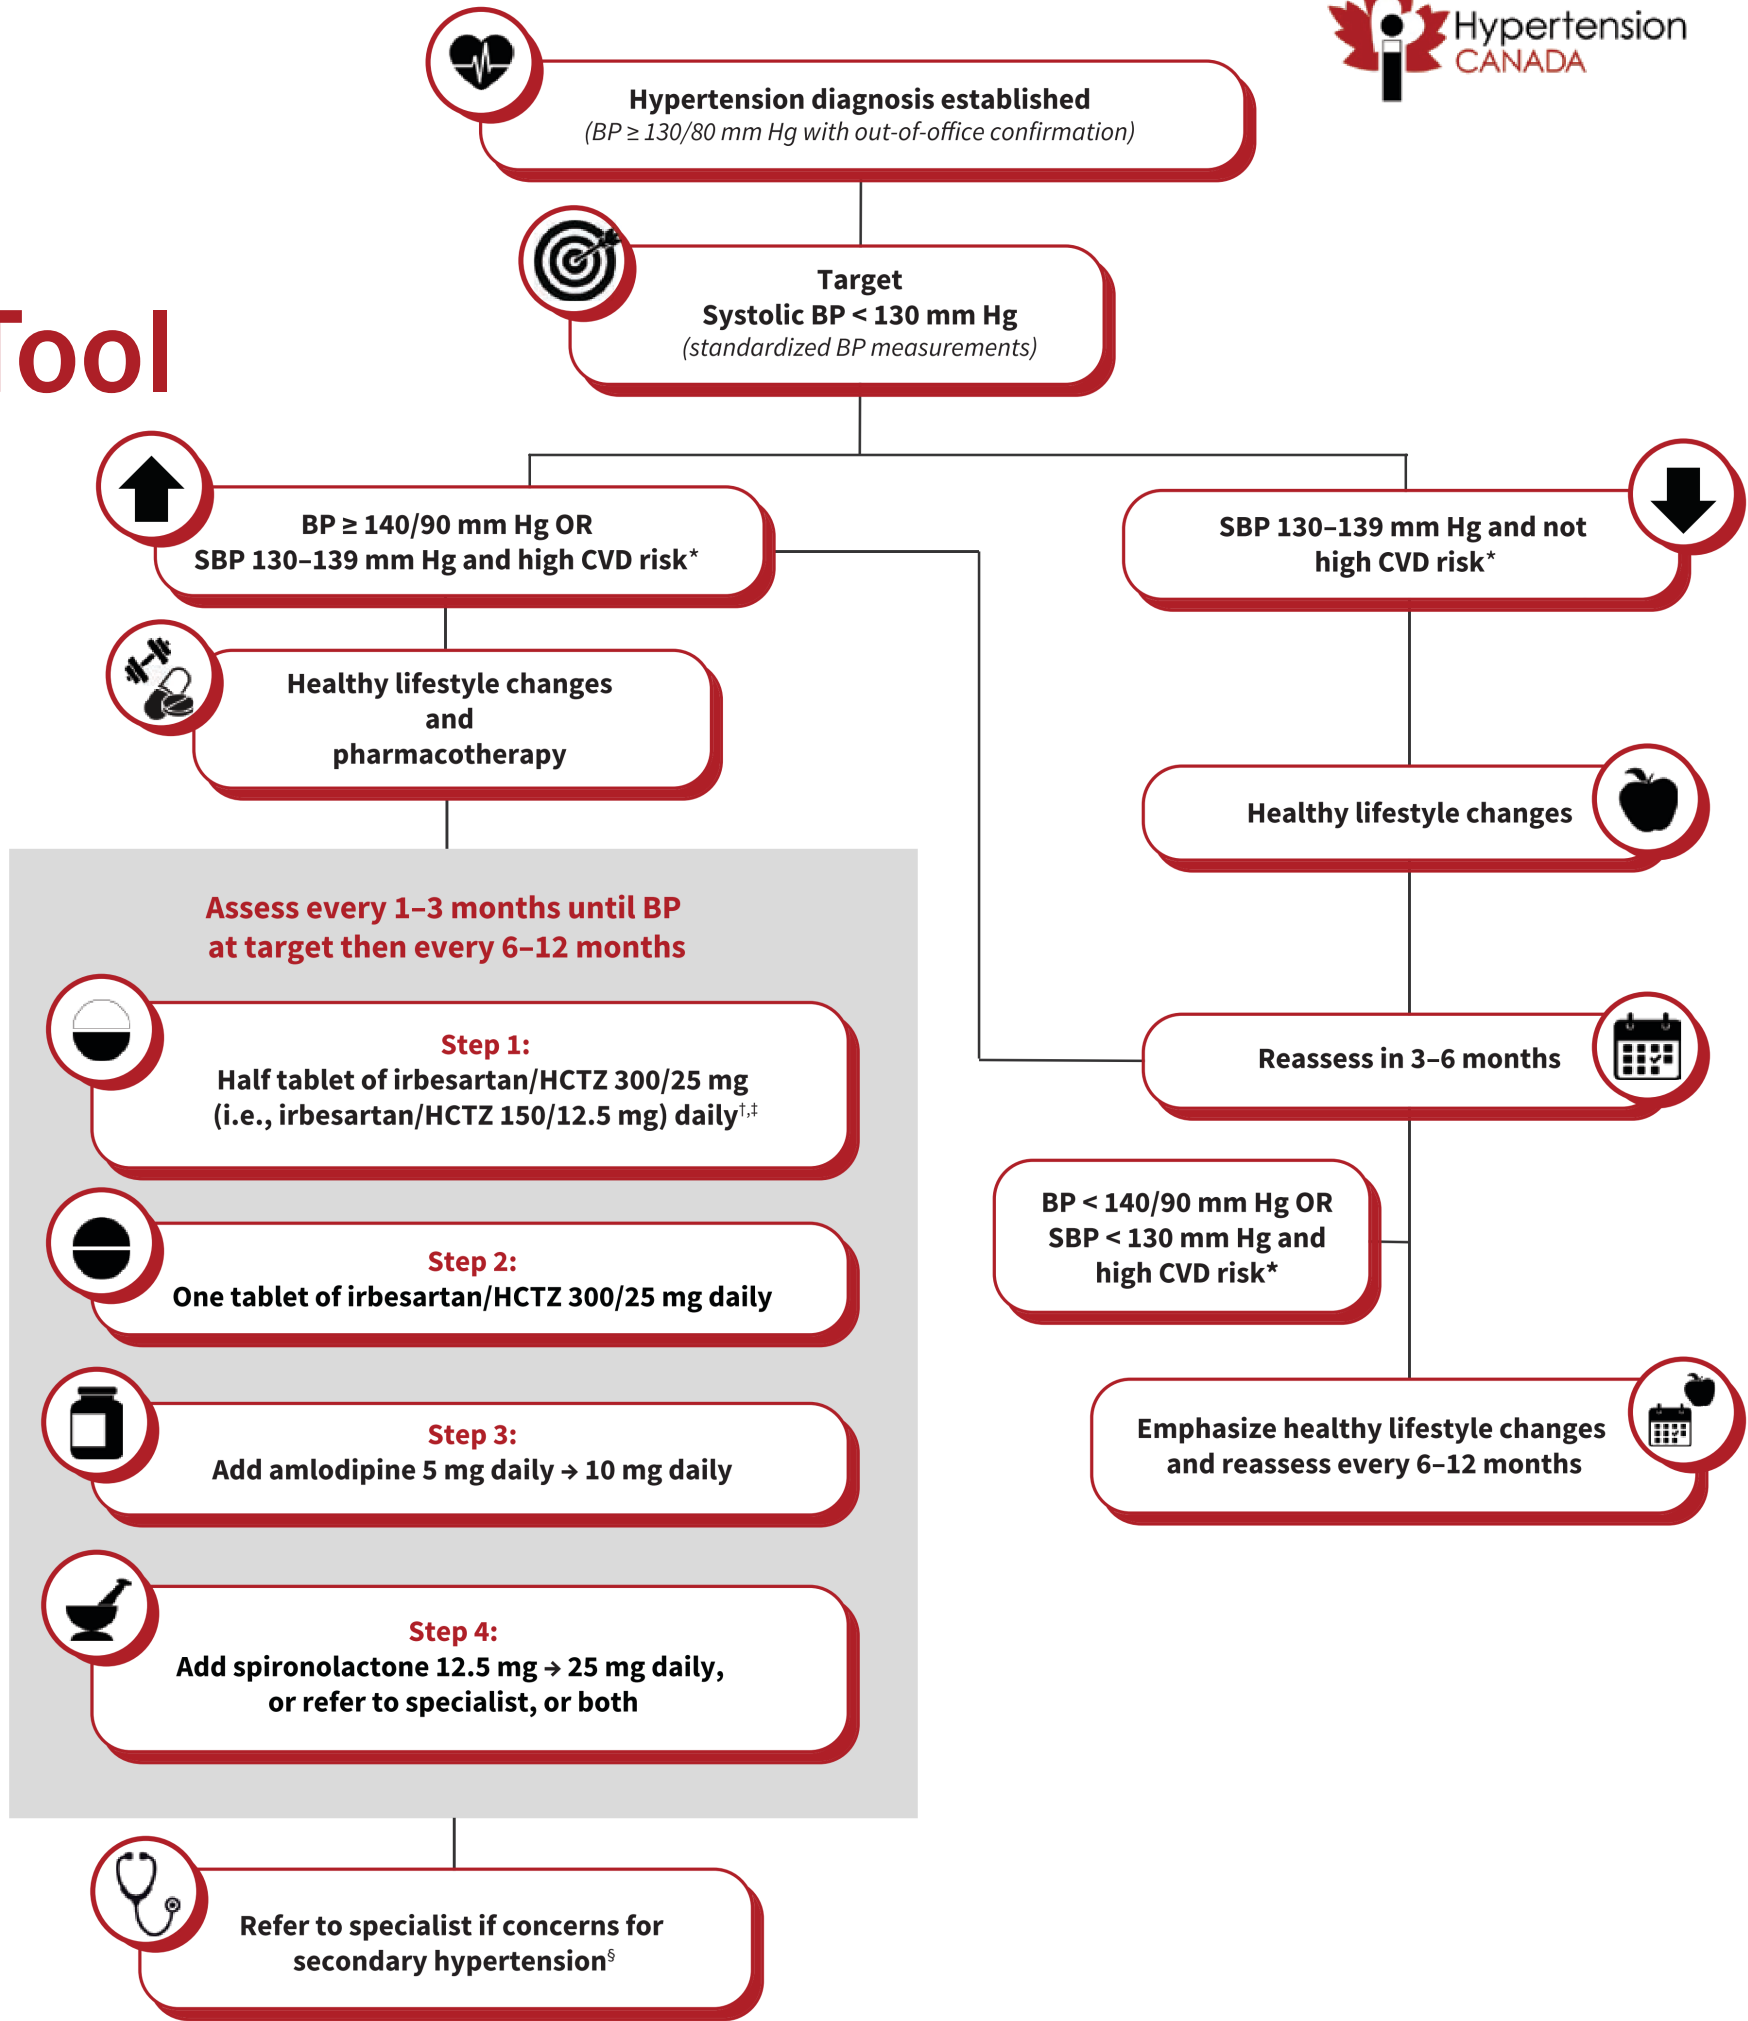 Hypertension
CANADA
Hypertension diagnosis established
(BP ≥ 130/80 mm Hg with out-of-office confirmation)
Target
Systolic BP < 130 mm Hg
(standardized BP measurements)
Tool
BP ≥ 140/90 mm Hg OR
SBP 130–139 mm Hg and high CVD risk*
SBP 130–139 mm Hg and not
high CVD risk*
Healthy lifestyle changes
and
pharmacotherapy
Healthy lifestyle changes
Assess every 1–3 months until BP
at target then every 6–12 months
Step 1:
Half tablet of irbesartan/HCTZ 300/25 mg
(i.e., irbesartan/HCTZ 150/12.5 mg) daily†,‡
Step 2:
One tablet of irbesartan/HCTZ 300/25 mg daily
Step 3:
Add amlodipine 5 mg daily → 10 mg daily
Step 4:
Add spironolactone 12.5 mg → 25 mg daily,
or refer to specialist, or both
Refer to specialist if concerns for
secondary hypertension§
Reassess in 3–6 months
BP < 140/90 mm Hg OR
SBP < 130 mm Hg and
high CVD risk*
Emphasize healthy lifestyle changes
and reassess every 6–12 months